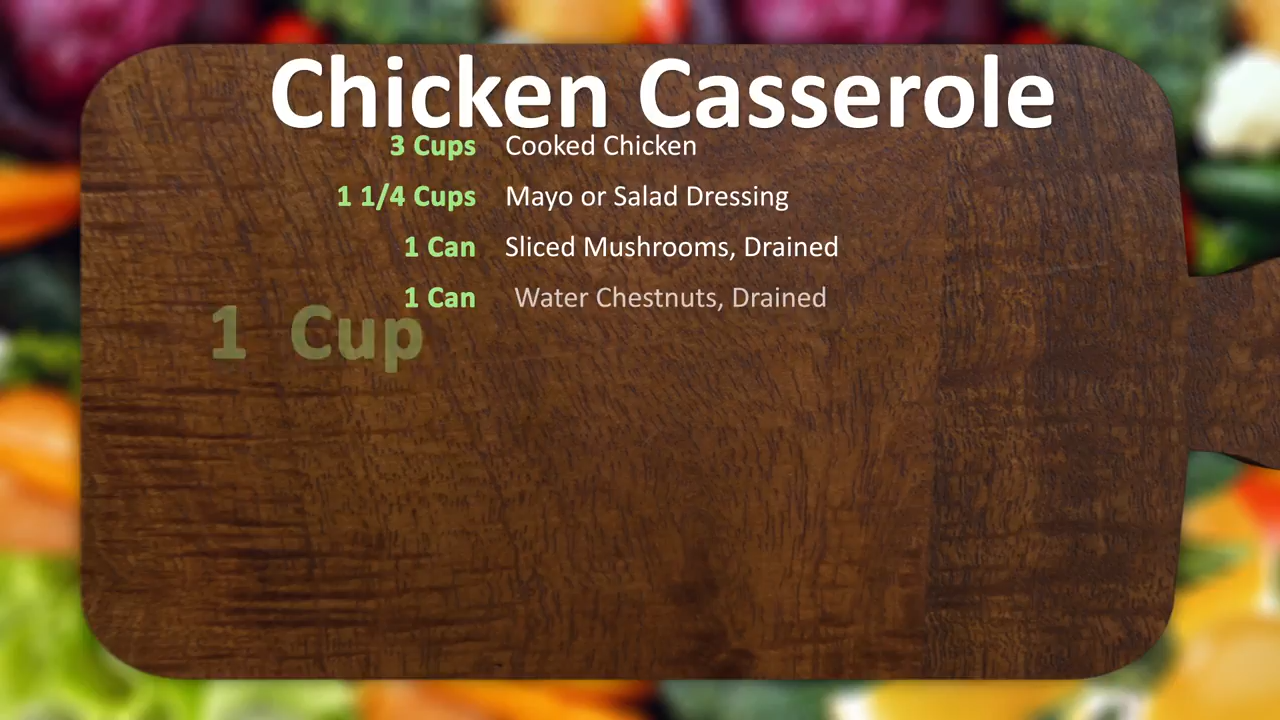 Chicken Casserole
3 Cups Cooked Chicken
1 1/4 Cups Mayo or Salad Dressing
1 Can Sliced Mushrooms, Drained
1 Can Water Chestnuts, Drained
1 Cup